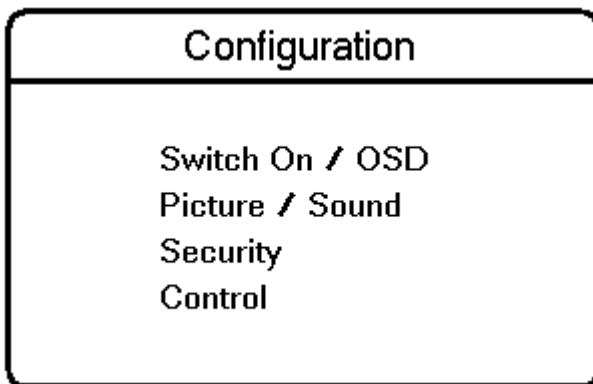 Configuration
Switch On / OSD
Picture / Sound
Security
Control